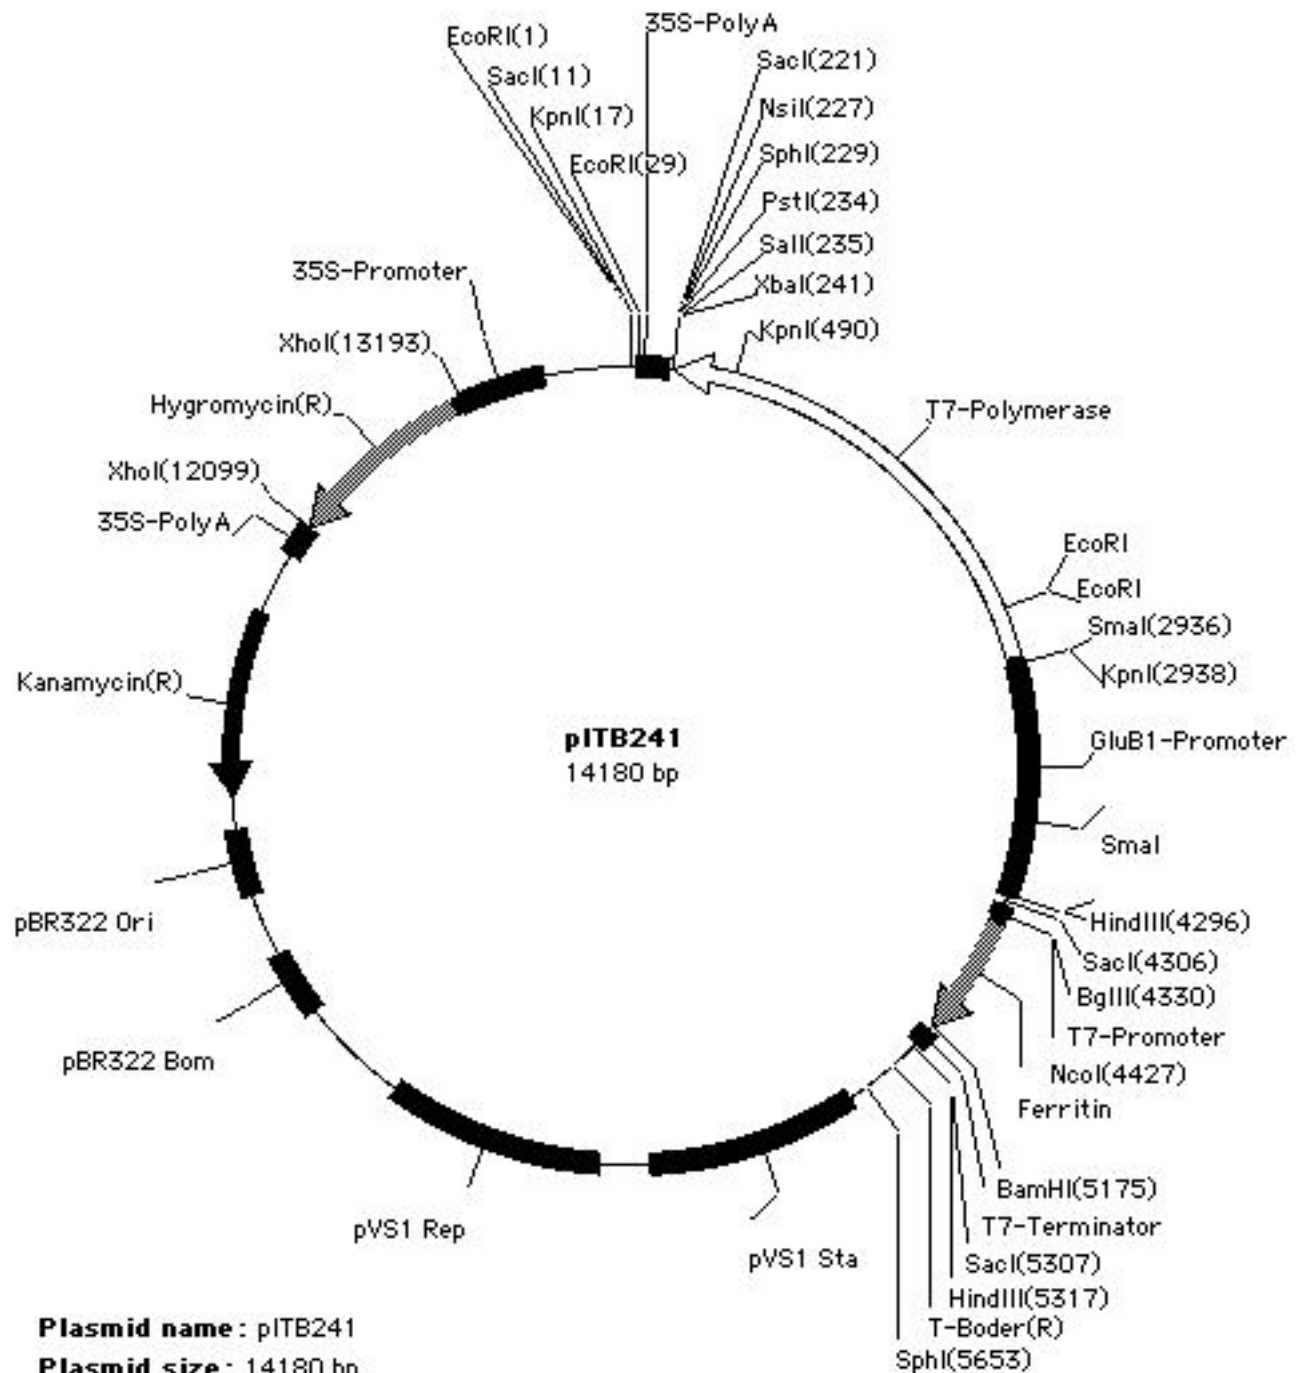 EcoRI(1)
SacI(11)
KpnI(17)
EcoRI(29)
35S-PolyA
SacI(221)
NsiI(227)
SphI(229)
PstI(234)
SalI(235)
XbaI(241)
KpnI(490)
T7-Polymerase
EcoRI
EcoRI
SmaI(2936)
KpnI(2938)
GluB1-Promoter
SmaI
HindIII(4296)
SacI(4306)
BglII(4330)
T7-Promoter
NcoI(4427)
Ferritin
BamHI(5175)
T7-Terminator
SacI(5307)
HindIII(5317)
T-Boder(R)
SphI(5653)
pVS1 Sta
pVS1 Rep
pBR322 Bom
pBR322 Ori
Kanamycin(R)
35S-PolyA
XhoI(12099)
Hygromycin(R)
XhoI(13193)
35S-Promoter
pITB241
14180 bp
Plasmid name: pITB241
Plasmid size: 14180 bp